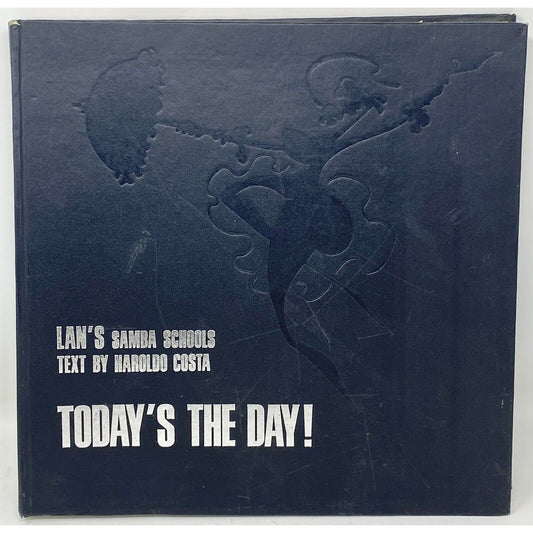 LAN'S SAMBA SCHOOLS
TEXT BY HAROLDO COSTA
TODAY'S THE DAY!